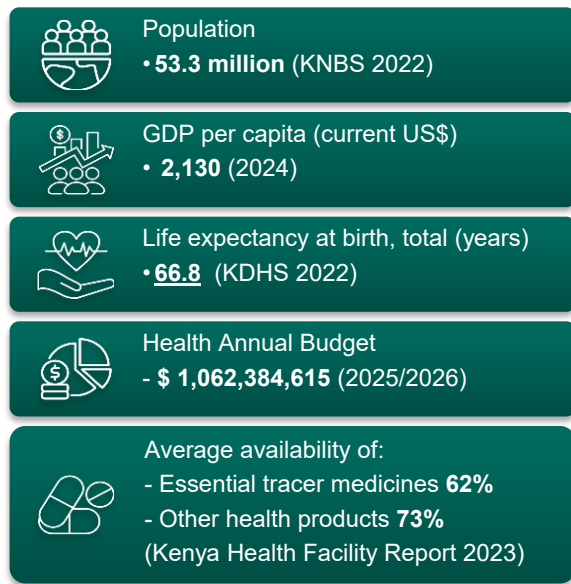 Population
• 53.3 million (KNBS 2022)
GDP per capita (current US$)
• 2,130 (2024)
Life expectancy at birth, total (years)
• 66.8 (KDHS 2022)
Health Annual Budget
- $ 1,062,384,615 (2025/2026)
Average availability of:
- Essential tracer medicines 62%
- Other health products 73%
(Kenya Health Facility Report 2023)